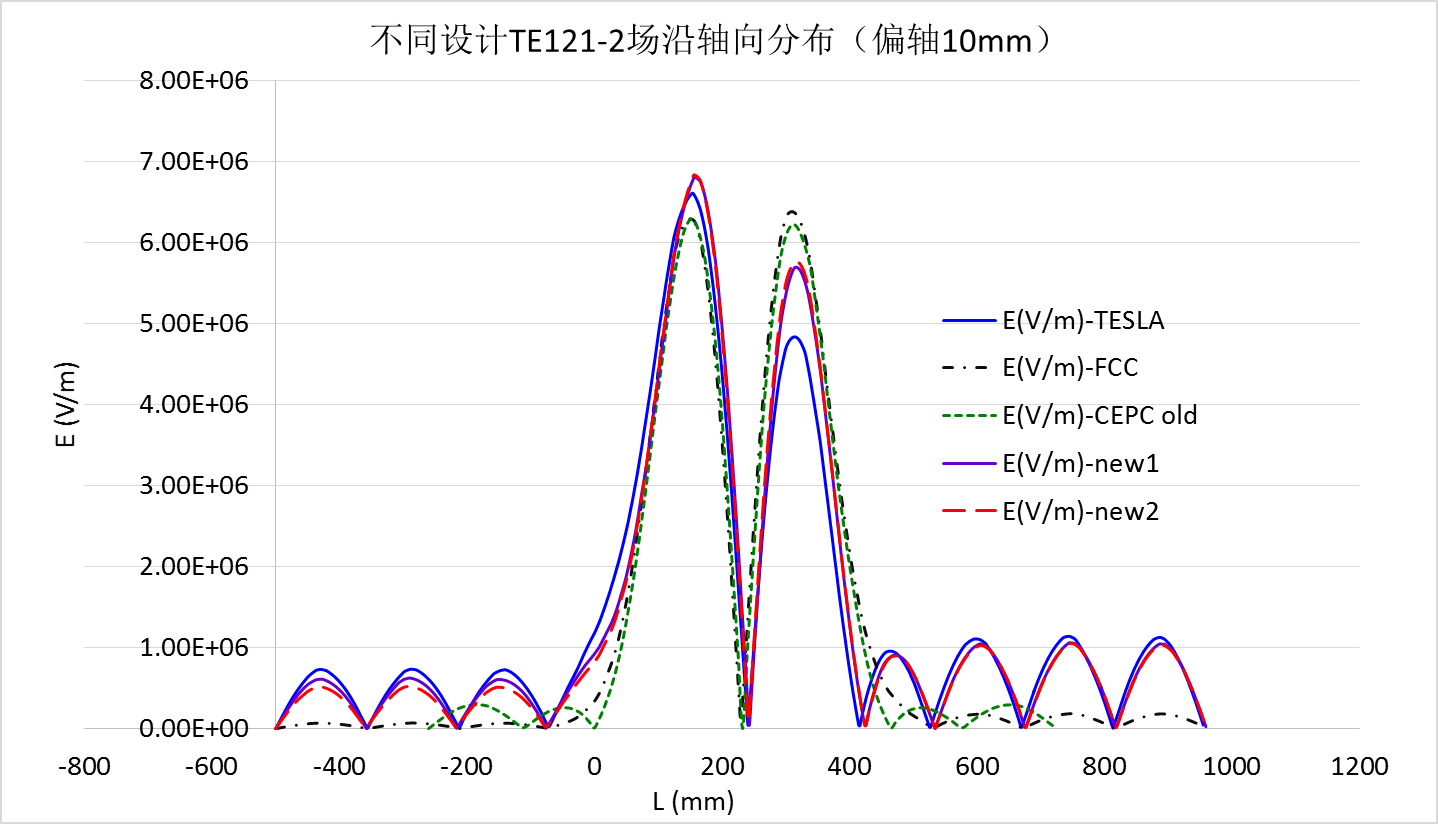 不同设计TE121-2场沿轴向分布（偏轴10mm）
8.00E+06
7.00E+06
6.00E+06
5.00E+06
4.00E+06
3.00E+06
2.00E+06
1.00E+06
0.00E+00
E (V/m)
-800 -600 -400 -200 0 200 400 600 800 1000 1200
L (mm)
E(V/m)-TESLA
E(V/m)-FCC
E(V/m)-CEPC old
E(V/m)-new1
E(V/m)-new2